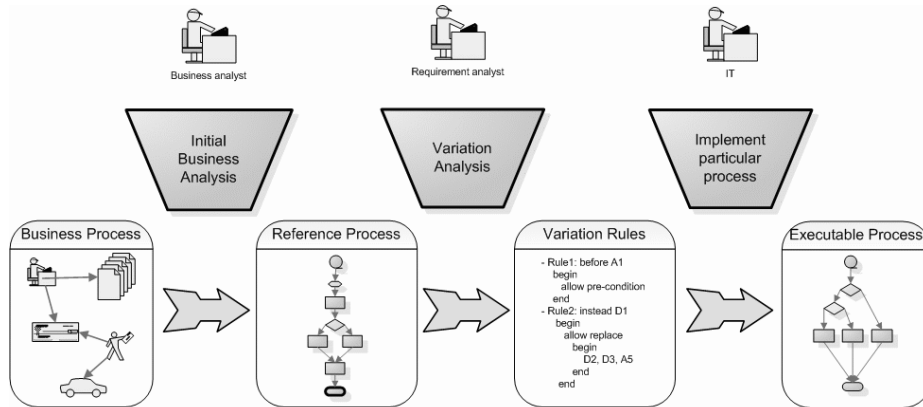 Business analyst
Requirement analyst
IT
Initial
Business
Analysis
Variation
Analysis
Implement
particular
process
Business Process
Reference Process
Variation Rules
- Rule1: before A1
begin
allow pre-condition
end
- Rule2: instead D1
begin
allow replace
begin
D2, D3, A5
end
end
Executable Process